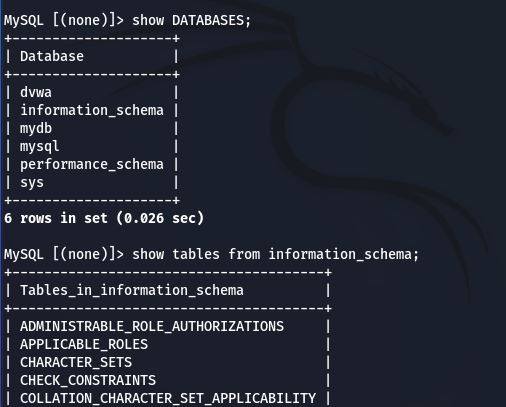 MySQL [(none)]> show DATABASES;
+--------------------+
| Database           |
+--------------------+
| dvwa               |
| information_schema |
| mydb               |
| mysql              |
| performance_schema |
| sys                |
+--------------------+
6 rows in set (0.026 sec)
MySQL [(none)]> show tables from information_schema;
+---------------------------------------+
| Tables_in_information_schema          |
+---------------------------------------+
| ADMINISTRABLE_ROLE_AUTHORIZATIONS     |
| APPLICABLE_ROLES                      |
| CHARACTER_SETS                        |
| CHECK_CONSTRAINTS                     |
| COLLATION_CHARACTER_SET_APPLICABILITY |